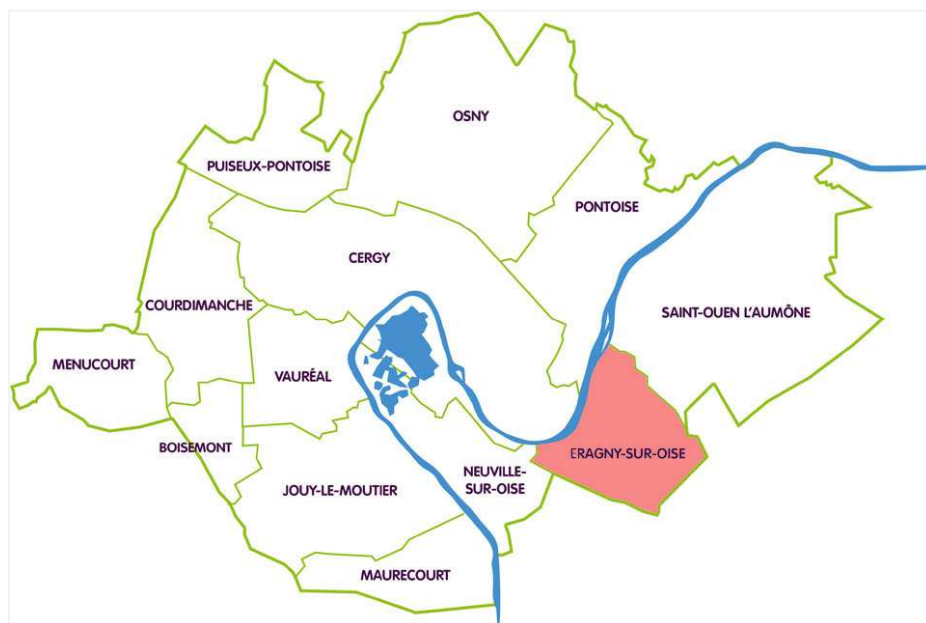 OSNY
PUISEUX-PONTOISE
PONTOISE
CERGY
COURDIMANCHE
SAINT-OUEN L'AUMÔNE
MENUCOURT
VAURÉAL
BOISEMONT
ERAGNY-SUR-OISE
NEUVILLE-
SUR-OISE
JOUY-LE-MOUTIER
MAURECOURT